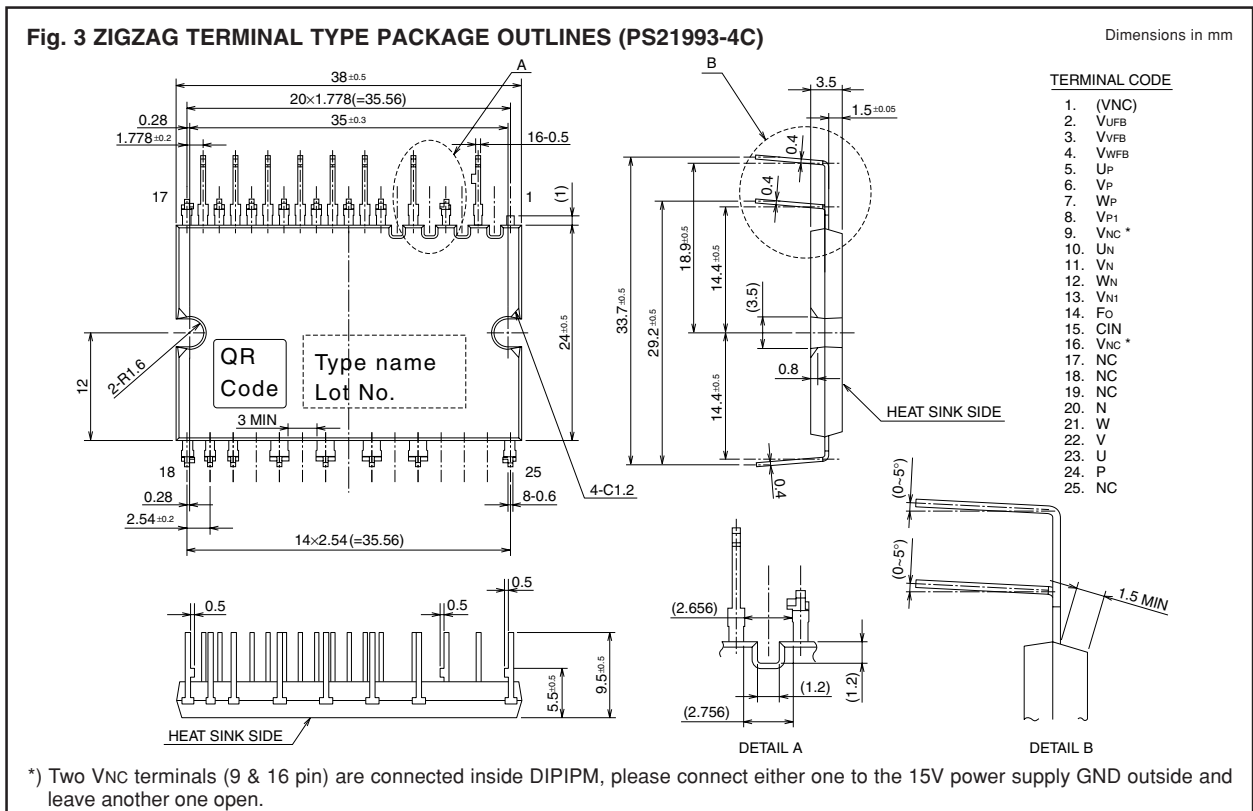 Fig. 3 ZIGZAG TERMINAL TYPE PACKAGE OUTLINES (PS21993-4C)
Dimensions in mm
A
B
38±0.5
20×1.778(=35.56)
0.28
35±0.3
1.778±0.2
16-0.5
17
1
(1)
2-R1.6
12
24±0.5
QR
Code
Type name
Lot No.
3 MIN
18
25
0.28
4-C1.2
8-0.6
2.54±0.2
14×2.54(=35.56)
3.5
1.5±0.05
0.4
0.4
33.7±0.5
29.2±0.5
18.9±0.5
14.4±0.5
(3.5)
0.8
14.4±0.5
HEAT SINK SIDE
0.4
TERMINAL CODE
1. (VNC)
2. VUFB
3. VVFB
4. VWFB
5. UP
6. VP
7. WP
8. VP1
9. VNC *
10. UN
11. VN
12. WN
13. VN1
14. FO
15. CIN
16. VNC *
17. NC
18. NC
19. NC
20. N
21. W
22. V
23. U
24. P
25. NC
0.5
0.5
0.5
5.5±0.5
9.5±0.5
HEAT SINK SIDE
(2.656)
(1.2)
(1.2)
(2.756)
DETAIL A
(0~5°)
(0~5°)
1.5 MIN
DETAIL B
*) Two VNC terminals (9 & 16 pin) are connected inside DIPIPM, please connect either one to the 15V power supply GND outside and
leave another one open.